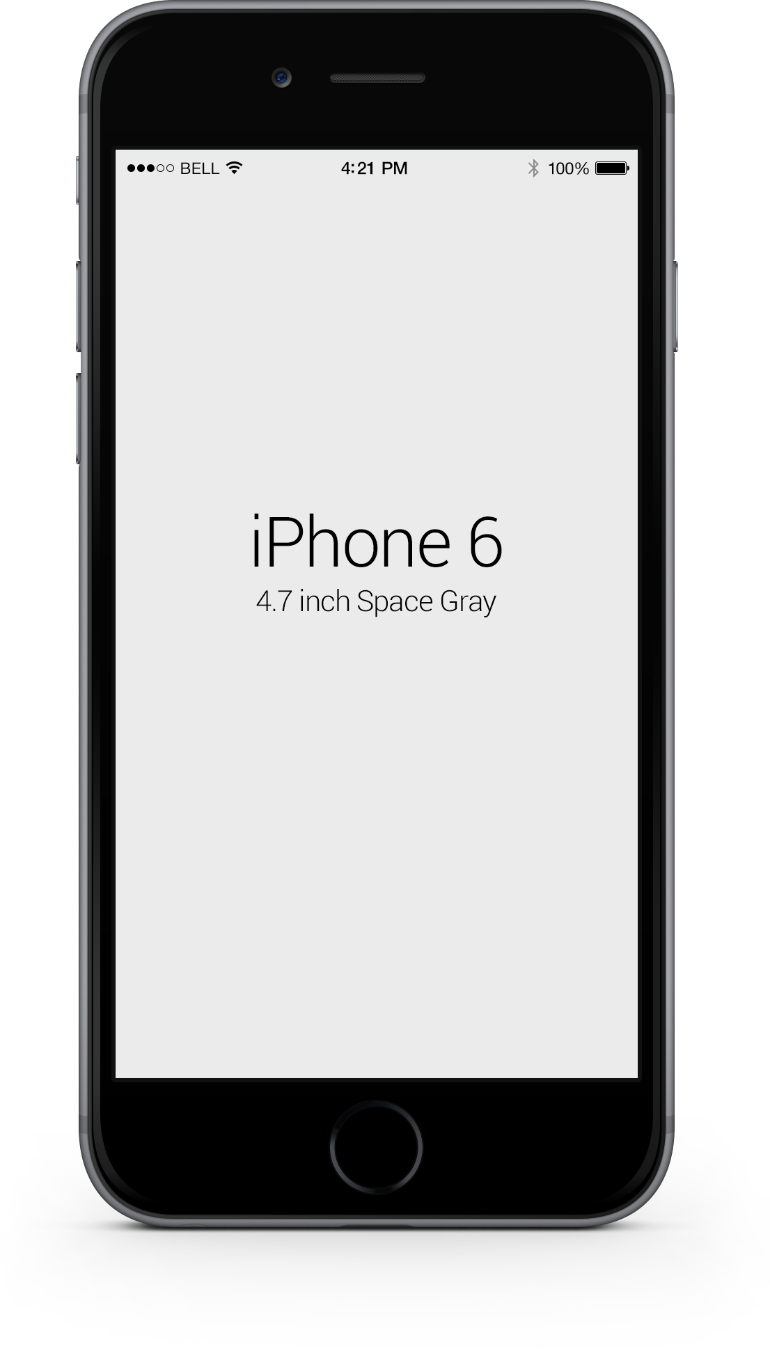 BELL 4:21 PM 100%
iPhone 6
4.7 inch Space Gray